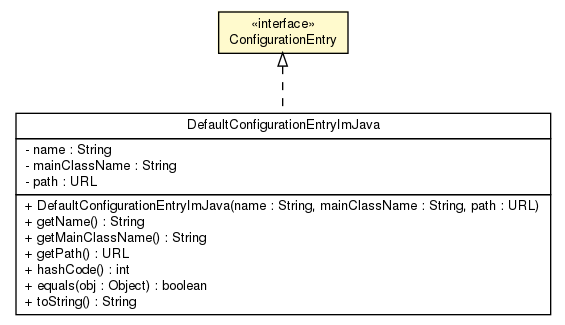 «interface»
ConfigurationEntry
DefaultConfigurationEntryImJava
- name : String
- mainClassName : String
- path : URL
+ DefaultConfigurationEntryImJava(name : String, mainClassName : String, path : URL)
+ getName() : String
+ getMainClassName() : String
+ getPath() : URL
+ hashCode() : int
+ equals(obj : Object) : boolean
+ toString() : String